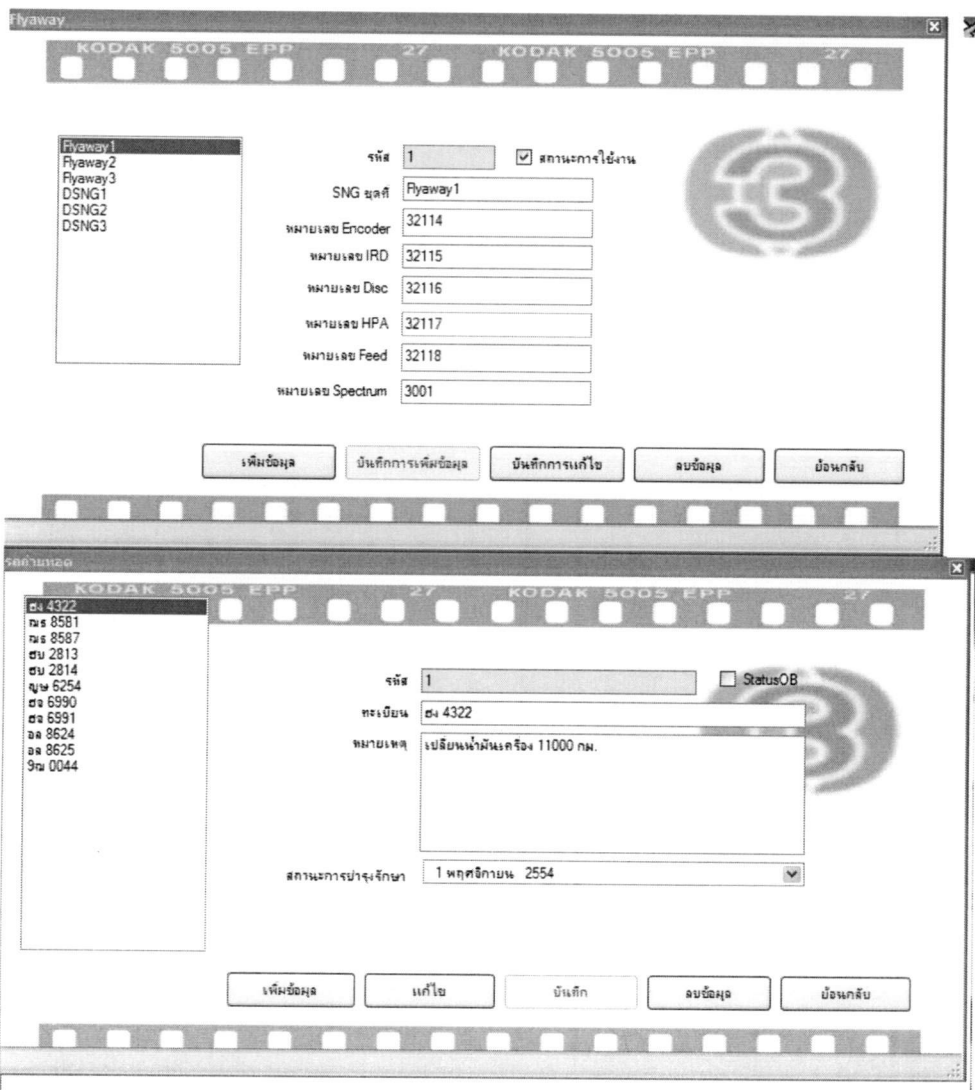 Flyaway
KODAK 5005 EPP 27 KODAK 5005 EPP 27
Flyaway1
Flyaway2
Flyaway3
DSNG1
DSNG2
DSNG3
รหัส 1 สถานะการใช้งาน
SNG ชุดที่ Flyaway1
หมายเลข Encoder 32114
หมายเลข IRD 32115
หมายเลข Disc 32116
หมายเลข HPA 32117
หมายเลข Feed 32118
หมายเลข Spectrum 3001
3
เพิ่มข้อมูล บันทึกการเพิ่มข้อมูล บันทึกการแก้ไข ลบข้อมูล ย้อนกลับ
รถถ่ายทอด
KODAK 5005 EPP 27 KODAK 5005 EPP 27
ฮง 4322
ฌร 8581
ฌร 8587
ฮบ 2813
ฮบ 2814
ญษ 6254
ฮจ 6990
ฮจ 6991
อล 8624
อล 8625
9ฒ 0044
รหัส 1 StatusOB
ทะเบียน ฮง 4322
หมายเหตุ เปลี่ยนน้ำมันเครื่อง 11000 กม.
สถานะการบำรุงรักษา 1 พฤศจิกายน 2554
3
เพิ่มข้อมูล แก้ไข บันทึก ลบข้อมูล ย้อนกลับ